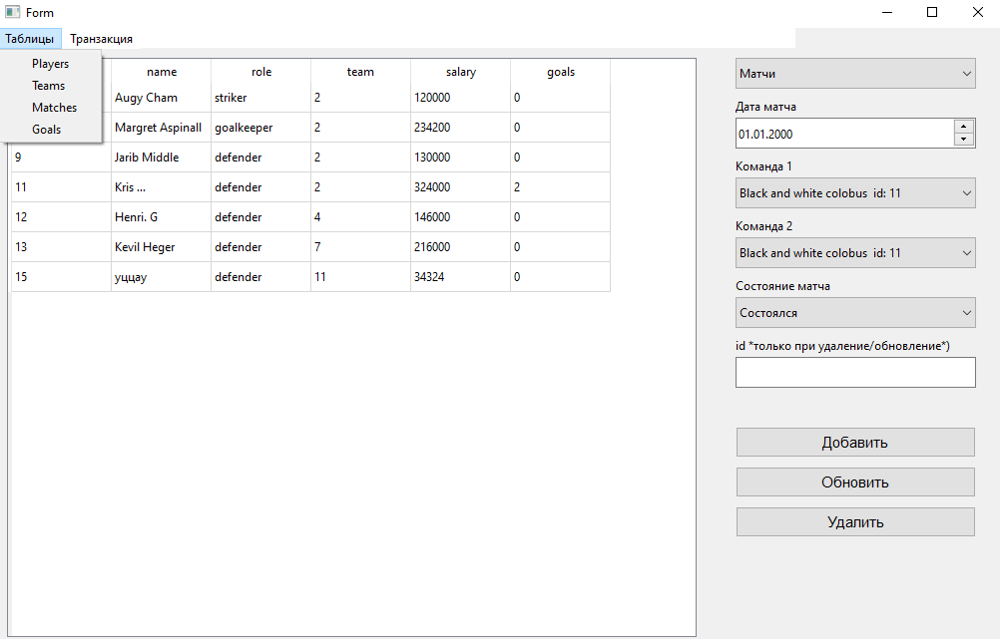 Form
Таблицы Транзакция
Players
Teams
Matches
Goals
name role team salary goals
Augy Cham striker 2 120000 0
Margret Aspinall goalkeeper 2 234200 0
9 Jarib Middle defender 2 130000 0
11 Kris ... defender 2 324000 2
12 Henri. G defender 4 146000 0
13 Kevil Heger defender 7 216000 0
15 уццау defender 11 34324 0
Матчи
Дата матча
01.01.2000
Команда 1
Black and white colobus id: 11
Команда 2
Black and white colobus id: 11
Состояние матча
Состоялся
id *только при удаление/обновление*)
Добавить
Обновить
Удалить